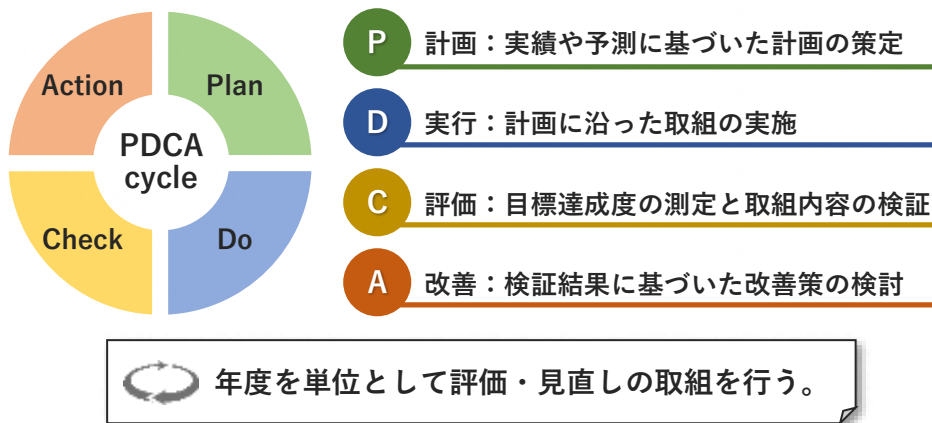 Action
Plan
PDCA
cycle
Check
Do
P
計画：実績や予測に基づいた計画の策定
D
実行：計画に沿った取組の実施
C
評価：目標達成度の測定と取組内容の検証
A
改善：検証結果に基づいた改善策の検討
年度を単位として評価・見直しの取組を行う。